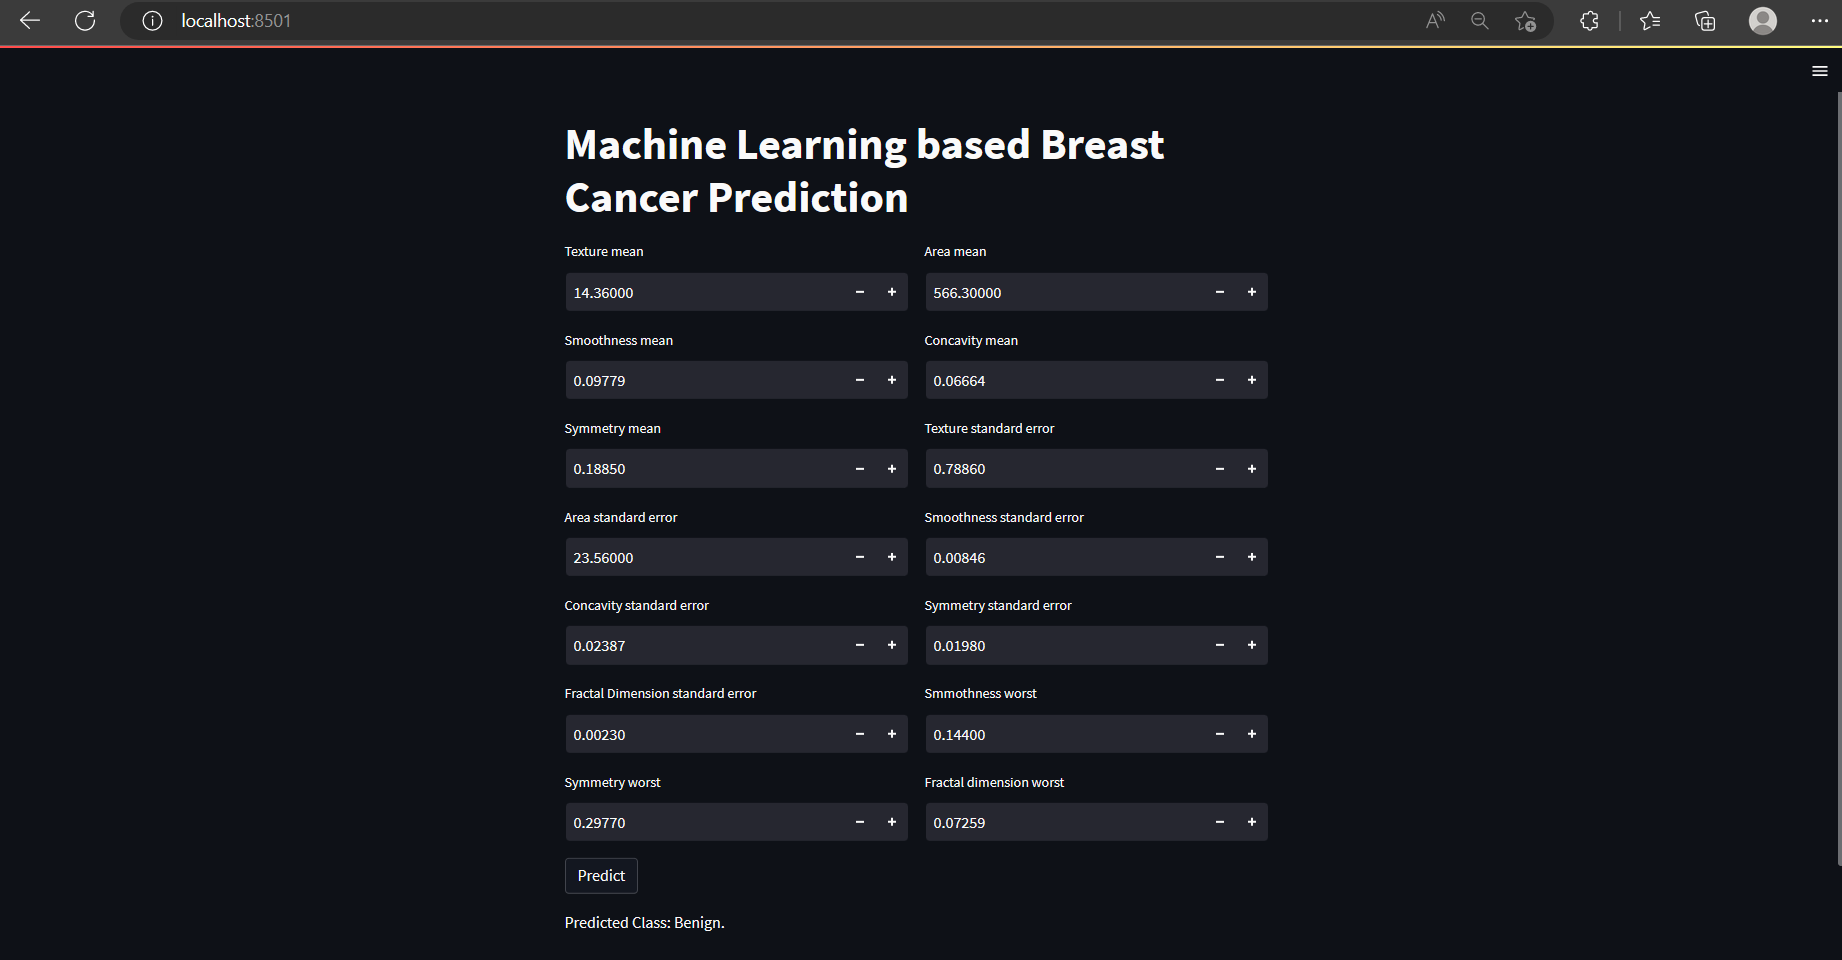 localhost:8501
Machine Learning based Breast
Cancer Prediction
Texture mean
Area mean
14.36000
566.30000
Smoothness mean
Concavity mean
0.09779
0.06664
Symmetry mean
Texture standard error
0.18850
0.78860
Area standard error
Smoothness standard error
23.56000
0.00846
Concavity standard error
Symmetry standard error
0.02387
0.01980
Fractal Dimension standard error
Smmothness worst
0.00230
0.14400
Symmetry worst
Fractal dimension worst
0.29770
0.07259
Predict
Predicted Class: Benign.